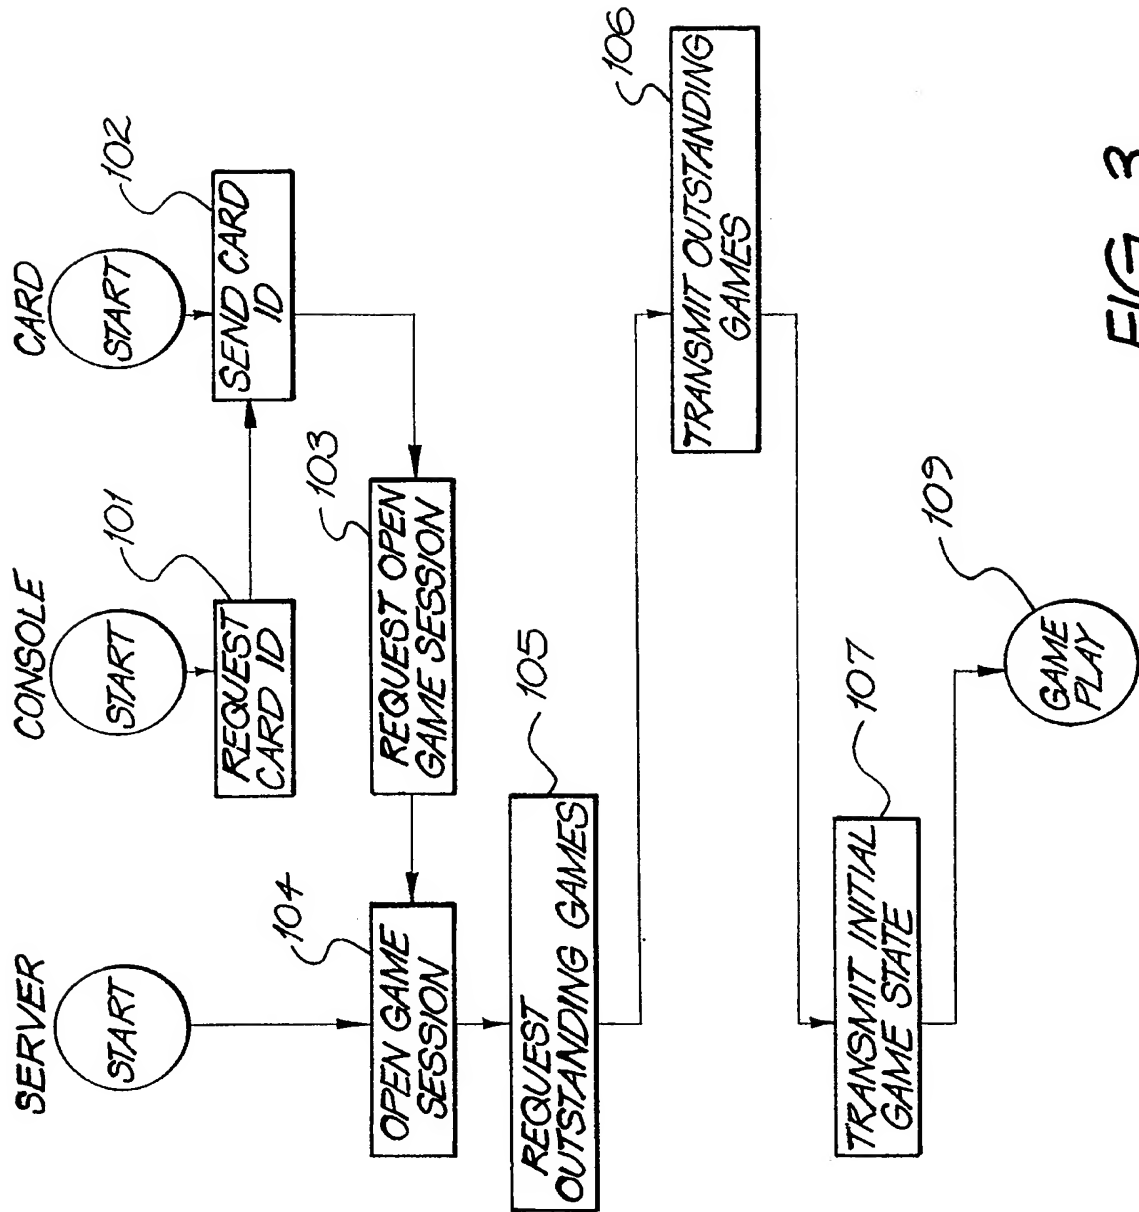 SERVER
CONSOLE
CARD
START
START
START
101
REQUEST
CARD ID
102
SEND CARD
ID
103
REQUEST OPEN
GAME SESSION
104
OPEN GAME
SESSION
105
REQUEST
OUTSTANDING GAMES
106
TRANSMIT OUTSTANDING
GAMES
107
TRANSMIT INITIAL
GAME STATE
109
GAME
PLAY
FIG. 3